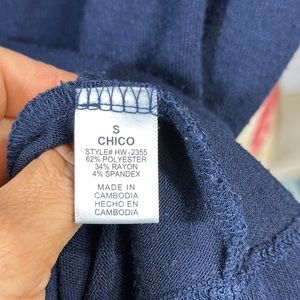 S
CHICO
STYLE# HW-2355
62% POLYESTER
34% RAYON
4% SPANDEX
MADE IN
CAMBODIA
HECHO EN
CAMBODIA